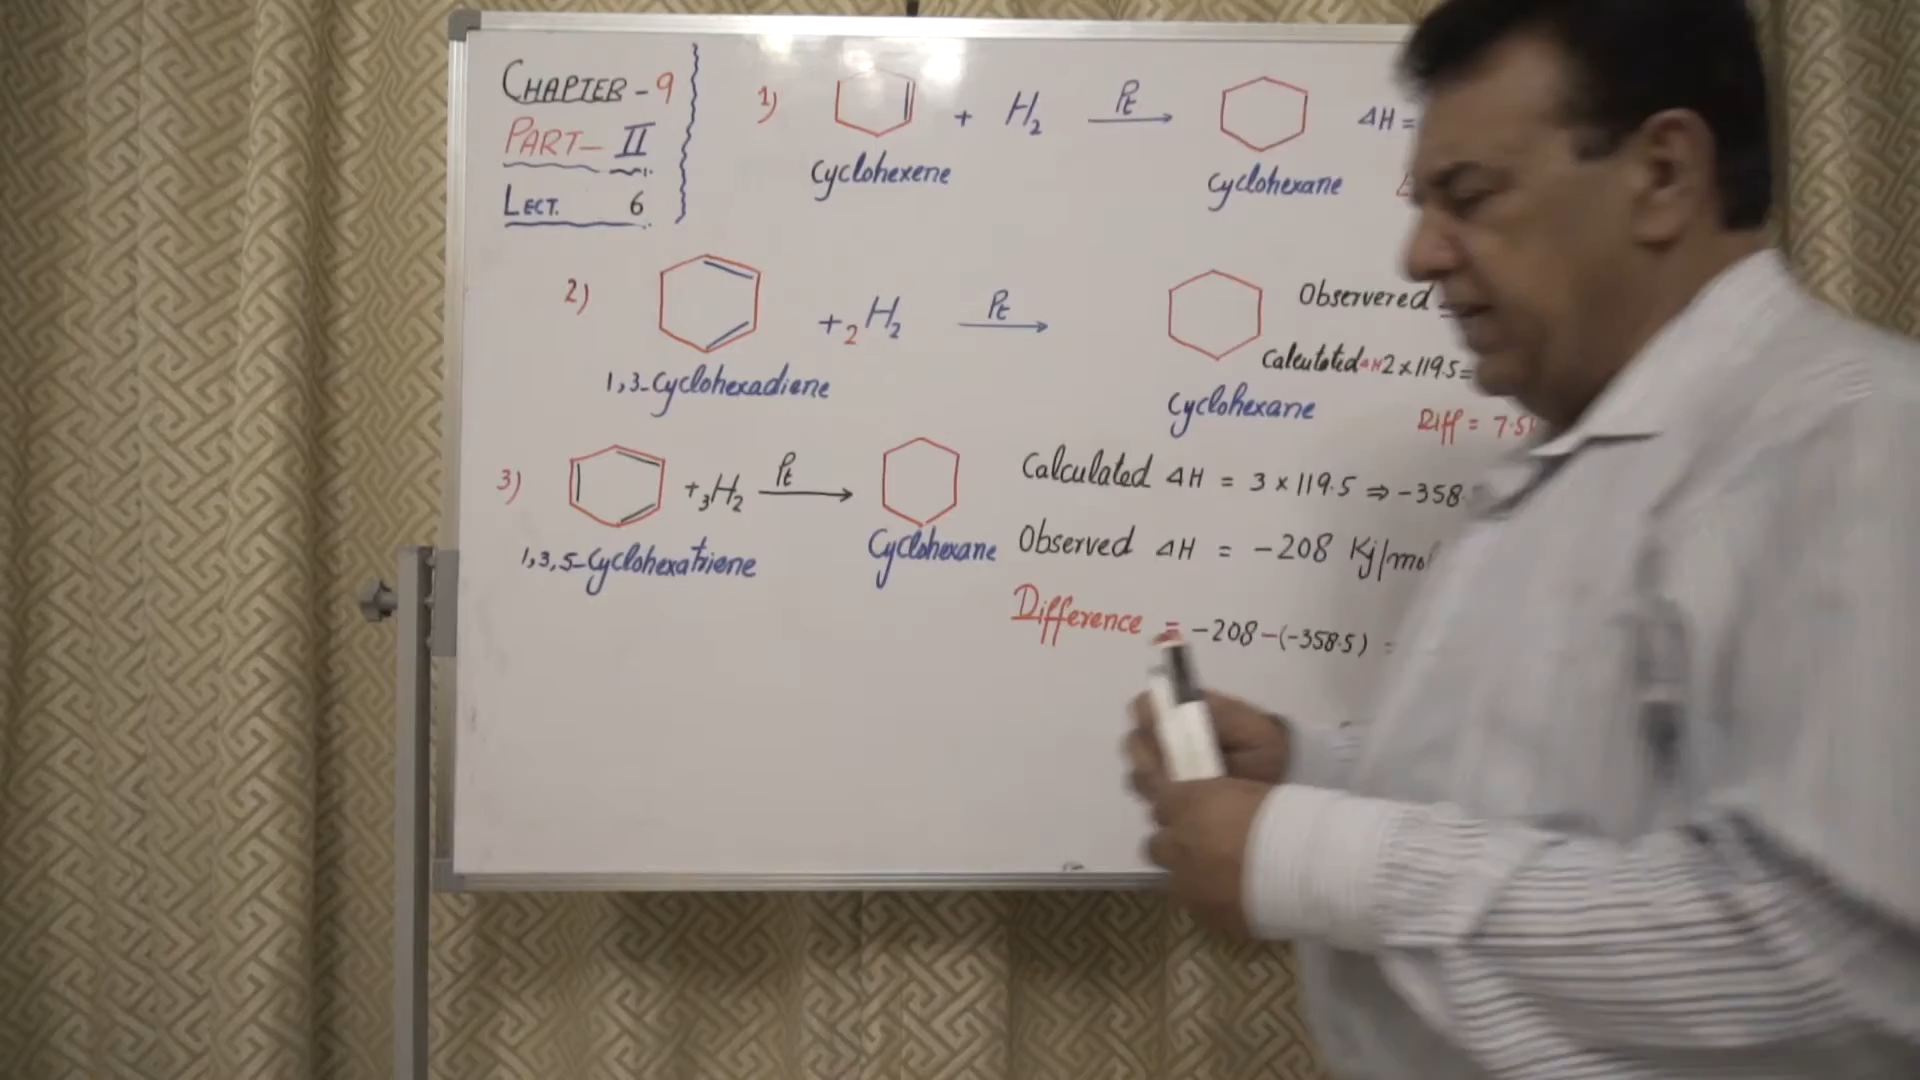 CHAPTER - 9
PART - II
LECT. 6
1) + H2 Pt ΔH =
Cyclohexene Cyclohexane
2) + 2H2 Pt Observered =
Calculated ΔH 2 x 119.5 =
1,3-Cyclohexadiene Cyclohexane
Diff = 7.5
3) + 3H2 Pt Calculated ΔH = 3 x 119.5 ⇒ -358.
1,3,5-Cyclohexatriene Cyclohexane Observed ΔH = -208 Kj/mol
Difference = -208-(-358.5) =